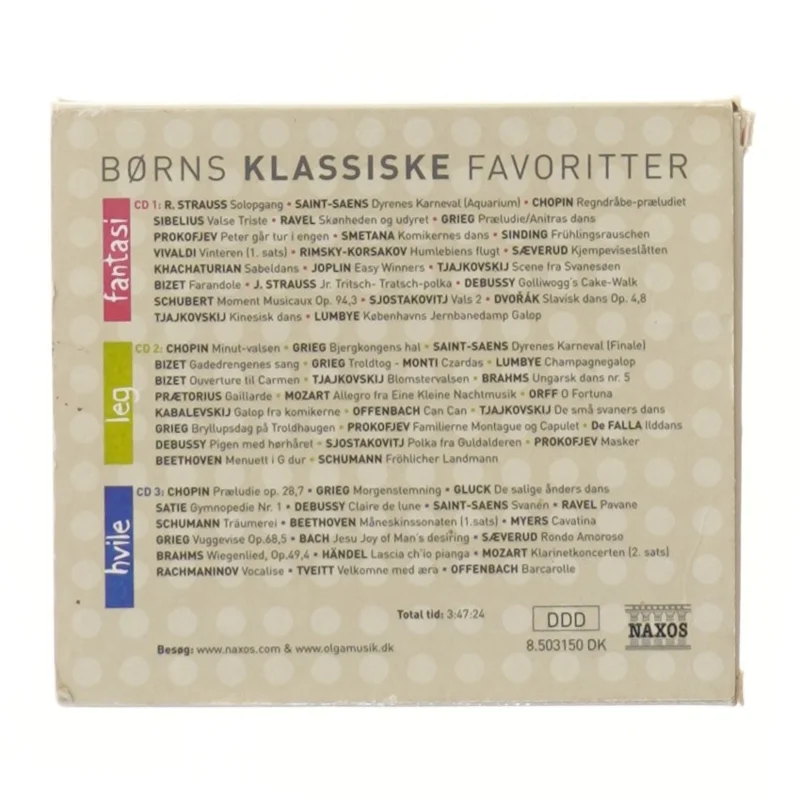 BØRNS KLASSISKE FAVORITTER
fantasi
CD 1: R. STRAUSS Solopgang • SAINT-SAENS Dyrenes Karneval (Aquarium) • CHOPIN Regndråbe-præludiet
SIBELIUS Valse Triste • RAVEL Skønheden og udyret • GRIEG Præludie/Anitras dans
PROKOFJEV Peter går tur i engen • SMETANA Komikernes dans • SINDING Frühlingsrauschen
VIVALDI Vinteren (1. sats) • RIMSKY-KORSAKOV Humlebiens flugt • SÆVERUD Kjempeviseslåtten
KHACHATURIAN Sabeldans • JOPLIN Easy Winners • TJAJKOVSKIJ Scene fra Svanesøen
BIZET Farandole • J. STRAUSS Jr. Tritsch- Tratsch-polka • DEBUSSY Golliwogg's Cake-Walk
SCHUBERT Moment Musicaux Op. 94,3 • SJOSTAKOVITJ Vals 2 • DVOŘÁK Slavisk dans Op. 4,8
TJAJKOVSKIJ Kinesisk dans • LUMBYE Københavns Jernbanedamp Galop
leg
CD 2: CHOPIN Minut-valsen • GRIEG Bjergkongens hal • SAINT-SAENS Dyrenes Karneval (Finale)
BIZET Gadedrengenes sang • GRIEG Troldtog - MONTI Czardas • LUMBYE Champagnegalop
BIZET Ouverture til Carmen • TJAJKOVSKIJ Blomstervalsen • BRAHMS Ungarsk dans nr. 5
PRÆTORIUS Gaillarde • MOZART Allegro fra Eine Kleine Nachtmusik • ORFF O Fortuna
KABALEVSKIJ Galop fra komikerne • OFFENBACH Can Can • TJAJKOVSKIJ De små svaners dans
GRIEG Bryllupsdag på Troldhaugen • PROKOFJEV Familierne Montague og Capulet • De FALLA Ilddans
DEBUSSY Pigen med hørhåret • SJOSTAKOVITJ Polka fra Guldalderen • PROKOFJEV Masker
BEETHOVEN Menuett i G dur • SCHUMANN Fröhlicher Landmann
hvile
CD 3: CHOPIN Præludie op. 28,7 • GRIEG Morgenstemning • GLUCK De salige ånders dans
SATIE Gymnopedie Nr. 1 • DEBUSSY Claire de lune • SAINT-SAENS Svanen • RAVEL Pavane
SCHUMANN Träumerei • BEETHOVEN Måneskinssonaten (1.sats) • MYERS Cavatina
GRIEG Vuggevise Op.68,5 • BACH Jesu Joy of Man's desiring • SÆVERUD Rondo Amoroso
BRAHMS Wiegenlied, Op.49,4 • HÄNDEL Lascia ch'io pianga • MOZART Klarinetkoncerten (2. sats)
RACHMANINOV Vocalise • TVEITT Velkomne med æra • OFFENBACH Barcarolle
Total tid: 3:47:24
DDD
NAXOS
Besøg: www.naxos.com & www.olgamusik.dk
8.503150 DK